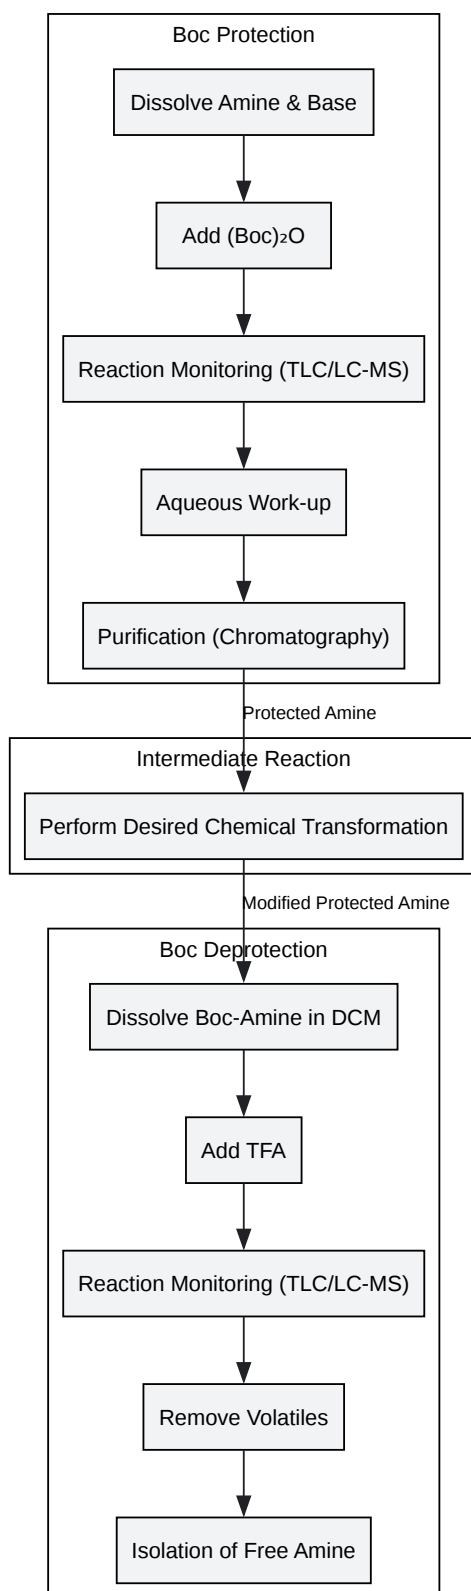 Boc Protection
Dissolve Amine & Base
Add (Boc)₂O
Reaction Monitoring (TLC/LC-MS)
Aqueous Work-up
Purification (Chromatography)
Protected Amine
Intermediate Reaction
Perform Desired Chemical Transformation
Modified Protected Amine
Boc Deprotection
Dissolve Boc-Amine in DCM
Add TFA
Reaction Monitoring (TLC/LC-MS)
Remove Volatiles
Isolation of Free Amine